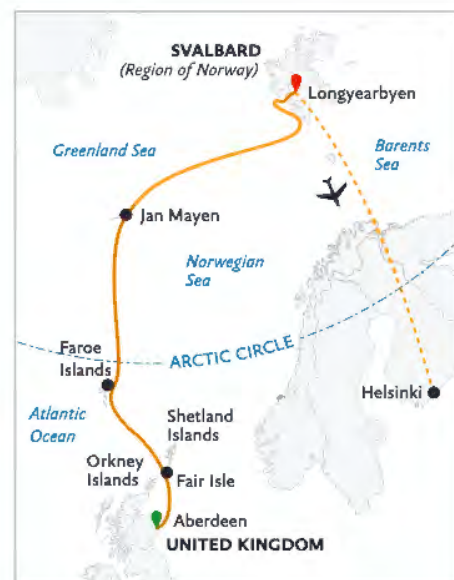 SVALBARD
(Region of Norway)
Longyearbyen
Greenland Sea
Barents
Sea
Jan Mayen
Norwegian
Sea
ARCTIC CIRCLE
Faroe
Islands
Helsinki
Atlantic
Ocean
Shetland
Islands
Orkney
Islands
Fair Isle
Aberdeen
UNITED KINGDOM